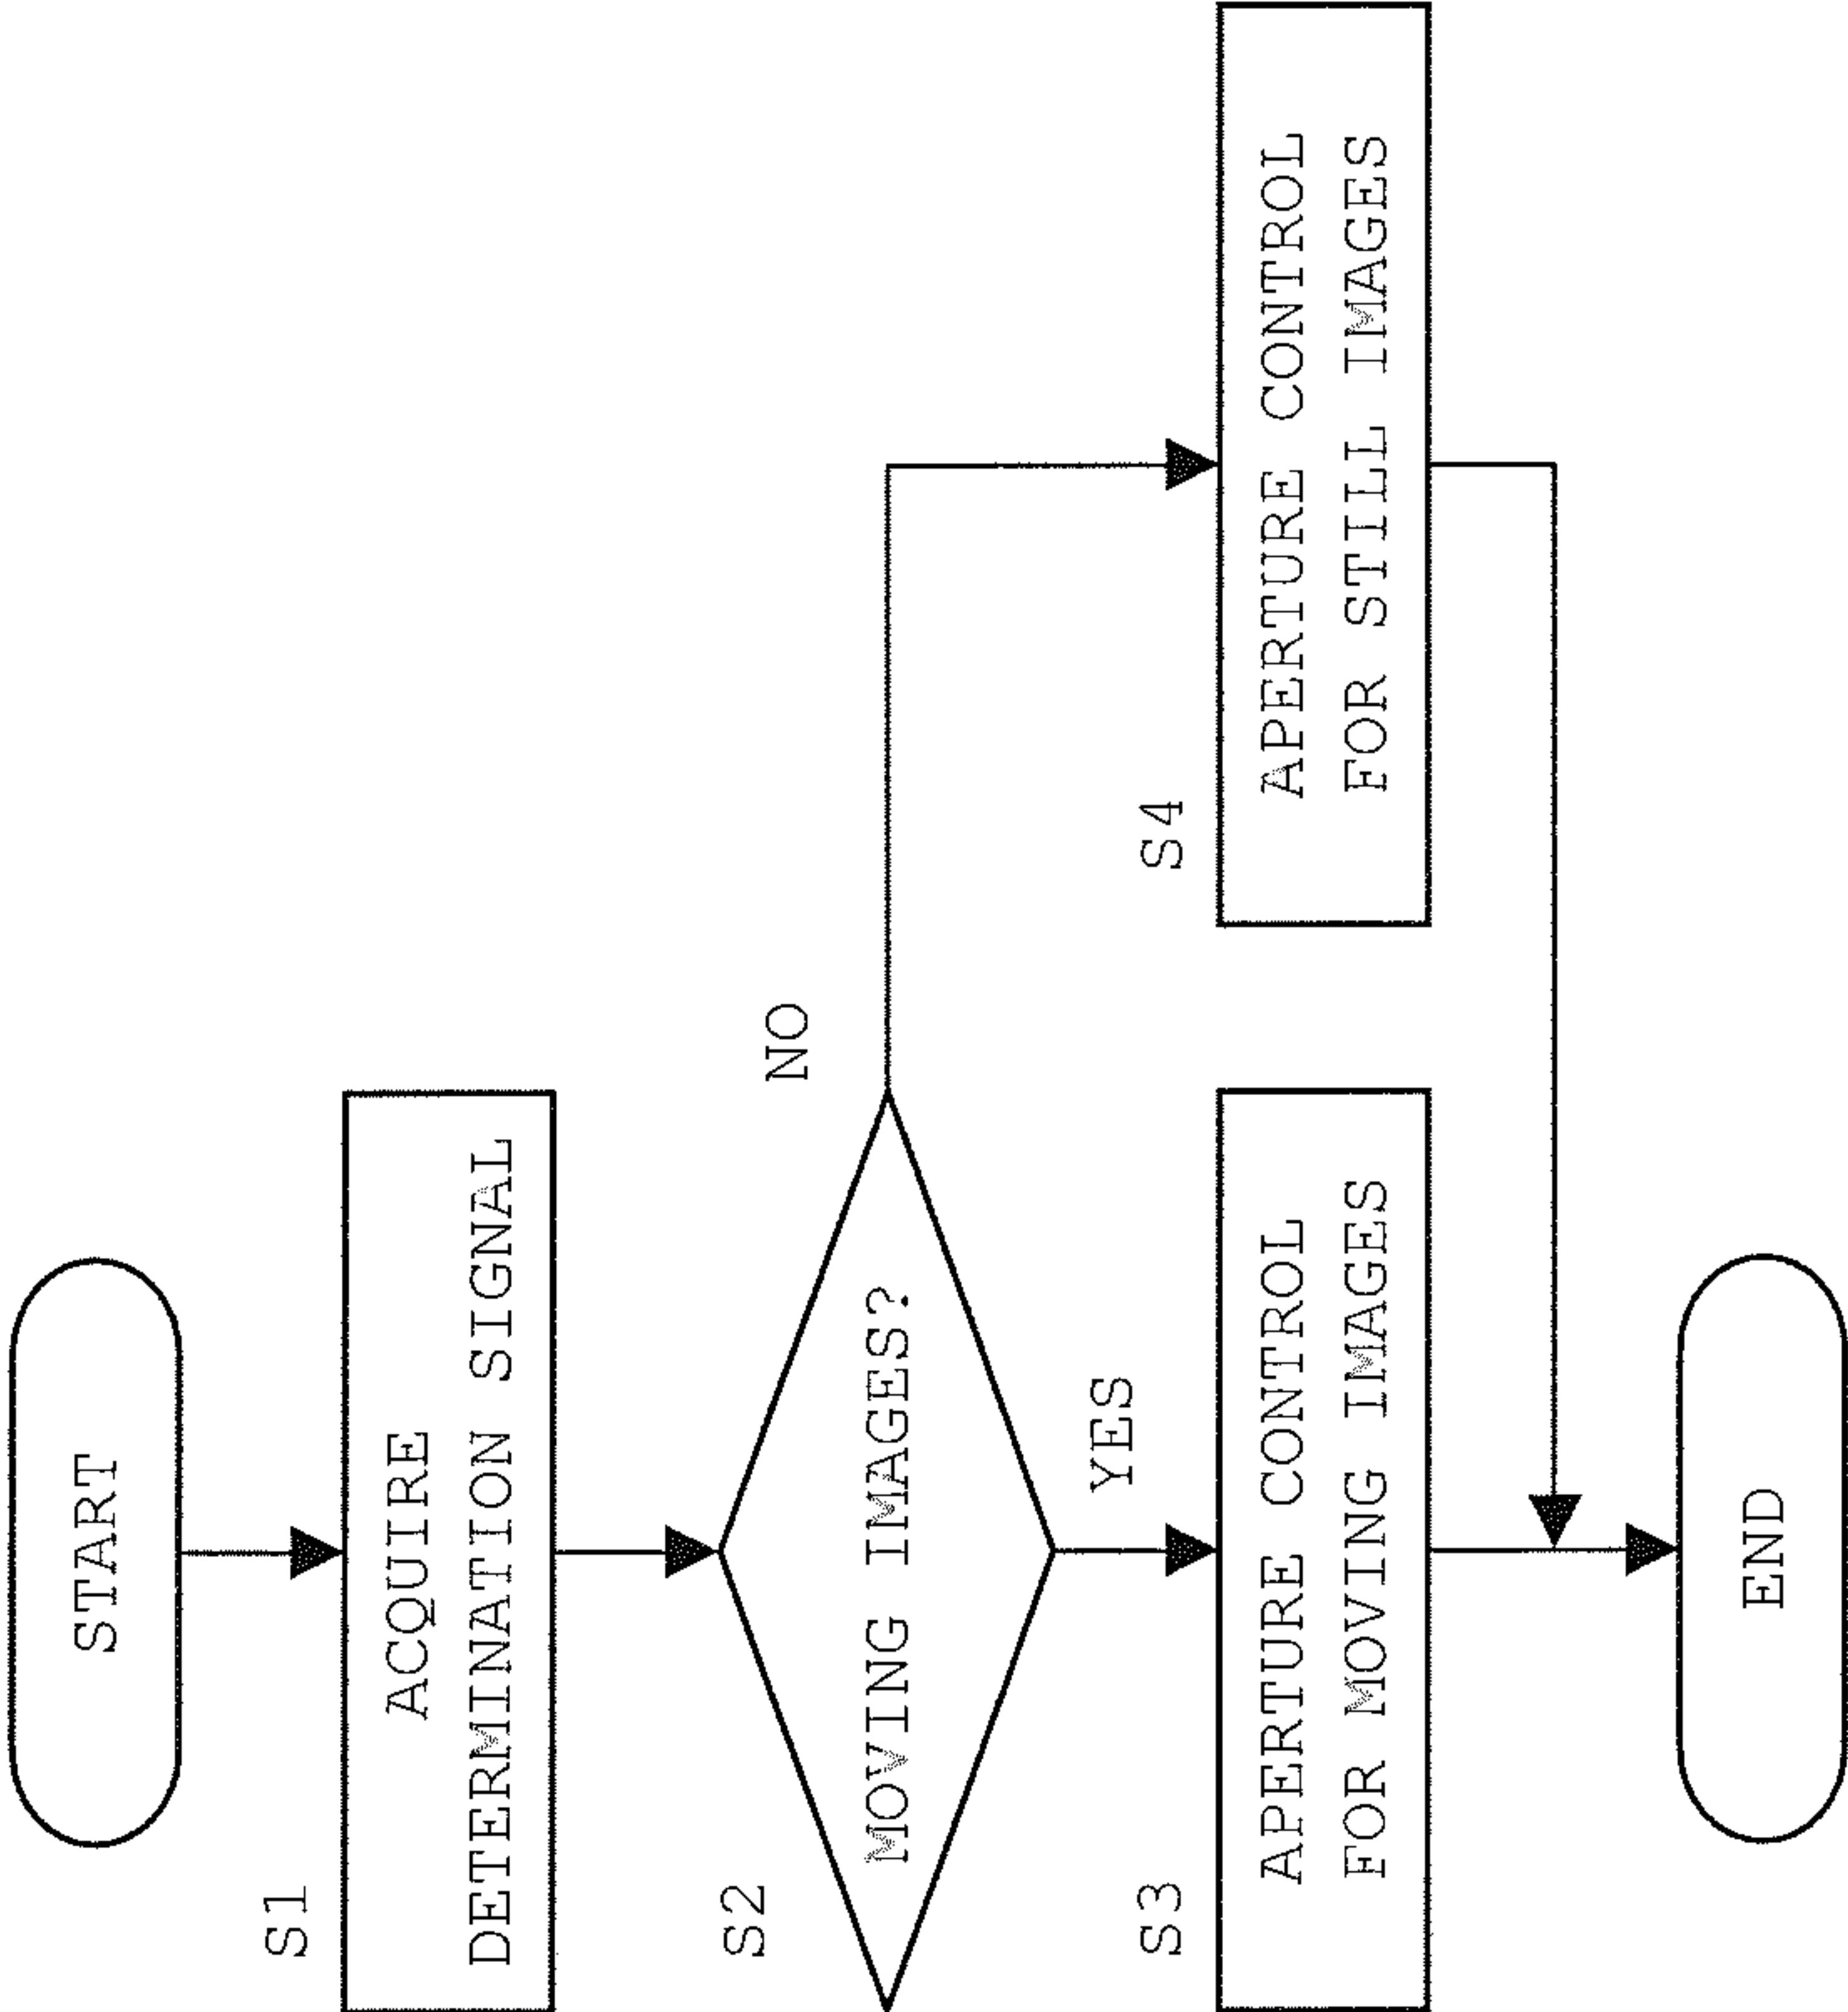 START
S1
ACQUIRE
DETERMINATION SIGNAL
S2
MOVING IMAGES?
NO
YES
S3
APERTURE CONTROL
FOR MOVING IMAGES
S4
APERTURE CONTROL
FOR STILL IMAGES
END